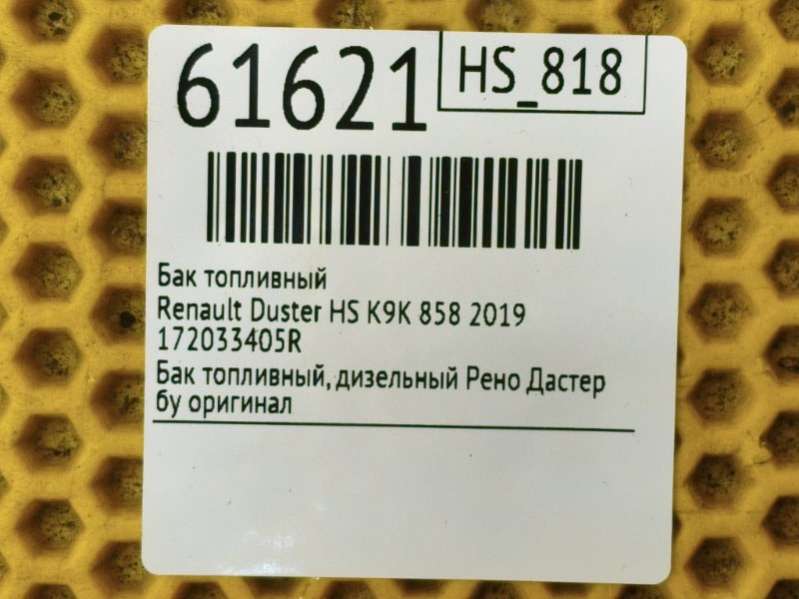 61621
HS_818
Бак топливный
Renault Duster HS K9K 858 2019
172033405R
Бак топливный, дизельный Рено Дастер
бу оригинал